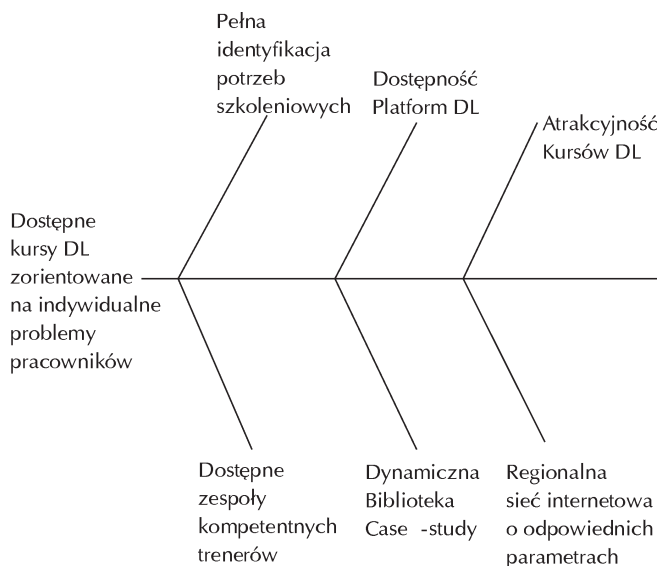 Pełna
identyfikacja
potrzeb
szkoleniowych
Dostępność
Platform DL
Atrakcyjność
Kursów DL
Dostępne
kursy DL
zorientowane
na indywidualne
problemy
pracowników
Dostępne
zespoły
kompetentnych
trenerów
Dynamiczna
Biblioteka
Case -study
Regionalna
sieć internetowa
o odpowiednich
parametrach